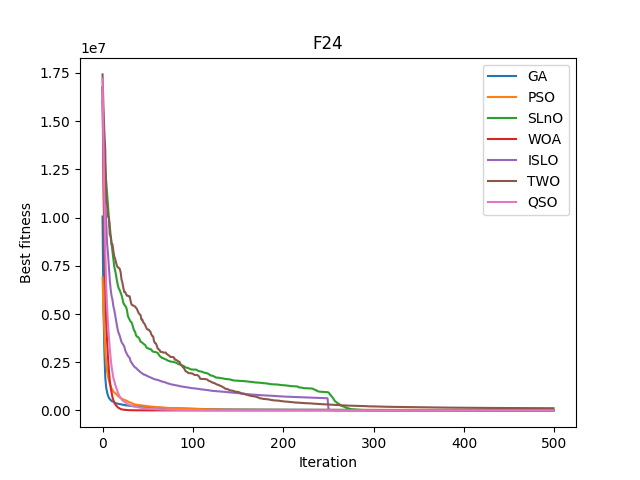 F24
1e7
1.75
1.50
1.25
1.00
0.75
0.50
0.25
0.00
Best fitness
GA
PSO
SLnO
WOA
ISLO
TWO
QSO
0 100 200 300 400 500
Iteration